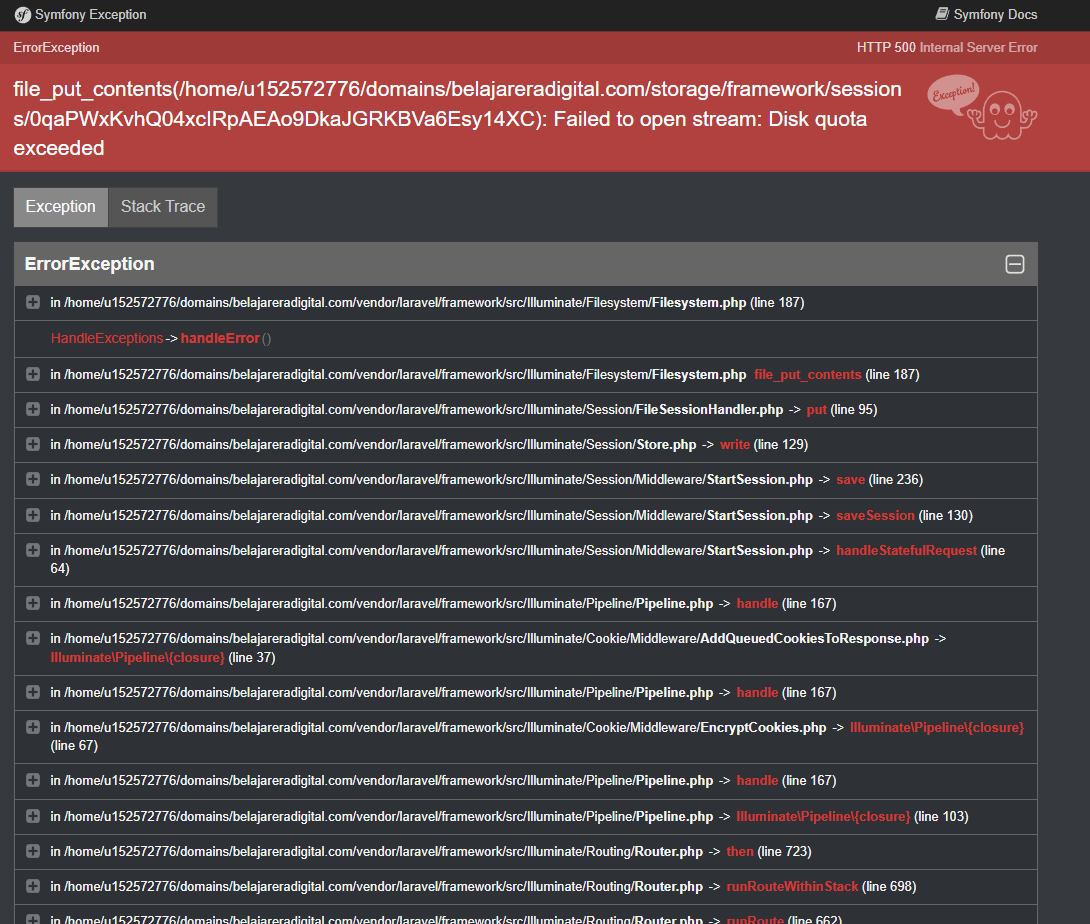 Symfony Exception
Symfony Docs
ErrorException
HTTP 500 Internal Server Error
file_put_contents(/home/u152572776/domains/belajareradigital.com/storage/framework/session
s/0qaPWxKvhQ04xclRpAEAo9DkaJGRKBVa6Esy14XC): Failed to open stream: Disk quota
exceeded
Exception!
Exception
Stack Trace
ErrorException
in /home/u152572776/domains/belajareradigital.com/vendor/laravel/framework/src/Illuminate/Filesystem/Filesystem.php (line 187)
HandleExceptions->handleError()
in /home/u152572776/domains/belajareradigital.com/vendor/laravel/framework/src/Illuminate/Filesystem/Filesystem.php file_put_contents (line 187)
in /home/u152572776/domains/belajareradigital.com/vendor/laravel/framework/src/Illuminate/Session/FileSessionHandler.php -> put (line 95)
in /home/u152572776/domains/belajareradigital.com/vendor/laravel/framework/src/Illuminate/Session/Store.php -> write (line 129)
in /home/u152572776/domains/belajareradigital.com/vendor/laravel/framework/src/Illuminate/Session/Middleware/StartSession.php -> save (line 236)
in /home/u152572776/domains/belajareradigital.com/vendor/laravel/framework/src/Illuminate/Session/Middleware/StartSession.php -> saveSession (line 130)
in /home/u152572776/domains/belajareradigital.com/vendor/laravel/framework/src/Illuminate/Session/Middleware/StartSession.php -> handleStatefulRequest (line
64)
in /home/u152572776/domains/belajareradigital.com/vendor/laravel/framework/src/Illuminate/Pipeline/Pipeline.php -> handle (line 167)
in /home/u152572776/domains/belajareradigital.com/vendor/laravel/framework/src/Illuminate/Cookie/Middleware/AddQueuedCookiesToResponse.php ->
Illuminate\Pipeline\{closure} (line 37)
in /home/u152572776/domains/belajareradigital.com/vendor/laravel/framework/src/Illuminate/Pipeline/Pipeline.php -> handle (line 167)
in /home/u152572776/domains/belajareradigital.com/vendor/laravel/framework/src/Illuminate/Cookie/Middleware/EncryptCookies.php -> Illuminate\Pipeline\{closure}
(line 67)
in /home/u152572776/domains/belajareradigital.com/vendor/laravel/framework/src/Illuminate/Pipeline/Pipeline.php -> handle (line 167)
in /home/u152572776/domains/belajareradigital.com/vendor/laravel/framework/src/Illuminate/Pipeline/Pipeline.php -> Illuminate\Pipeline\{closure} (line 103)
in /home/u152572776/domains/belajareradigital.com/vendor/laravel/framework/src/Illuminate/Routing/Router.php -> then (line 723)
in /home/u152572776/domains/belajareradigital.com/vendor/laravel/framework/src/Illuminate/Routing/Router.php -> runRouteWithinStack (line 698)
in /home/u152572776/domains/belajareradigital.com/vendor/laravel/framework/src/Illuminate/Routing/Router.php -> runRoute (line 662)